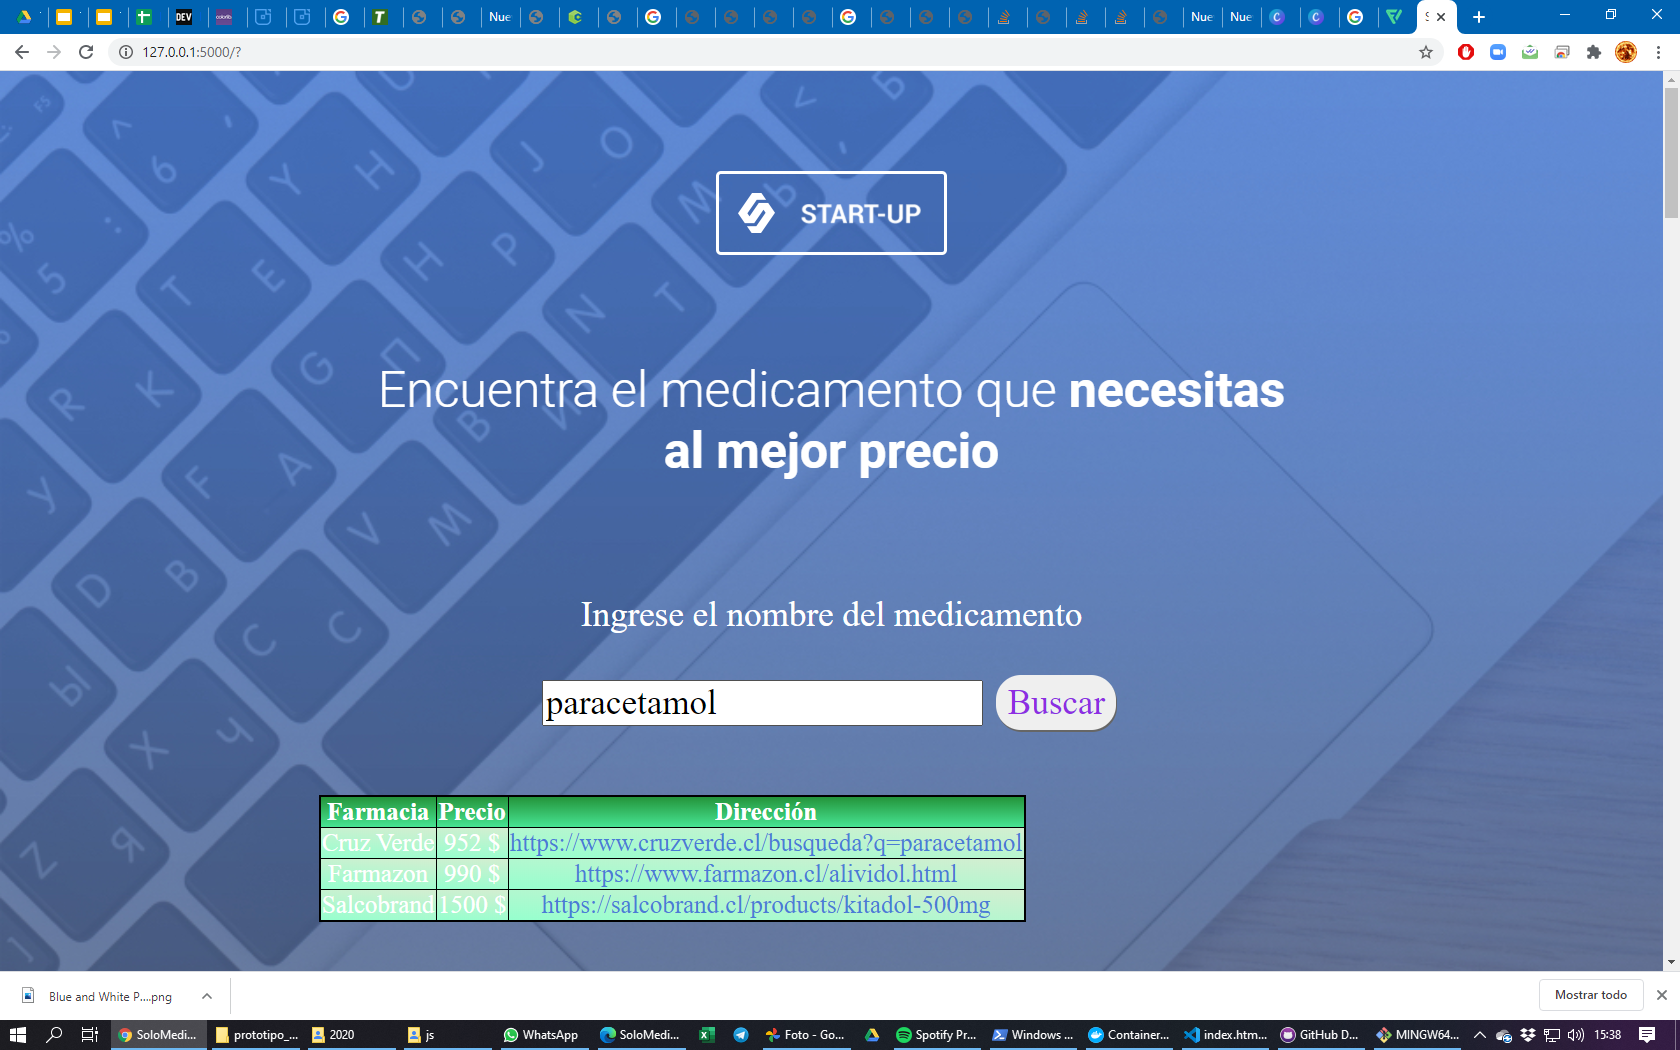 DEV
Nue
Nue
Nue
S
127.0.0.1:5000/?
START-UP
Encuentra el medicamento que necesitas
al mejor precio
Ingrese el nombre del medicamento
paracetamol
Buscar
Farmacia Precio Dirección
Cruz Verde 952 $ https://www.cruzverde.cl/busqueda?q=paracetamol
Farmazon 990 $ https://www.farmazon.cl/alividol.html
Salcobrand 1500 $ https://salcobrand.cl/products/kitadol-500mg
Blue and White P....png
Mostrar todo
SoloMedi...
prototipo_...
2020
js
WhatsApp
SoloMedi...
Foto - Go...
Spotify Pr...
Windows ...
Container...
index.htm...
GitHub D...
MINGW64...
15:38